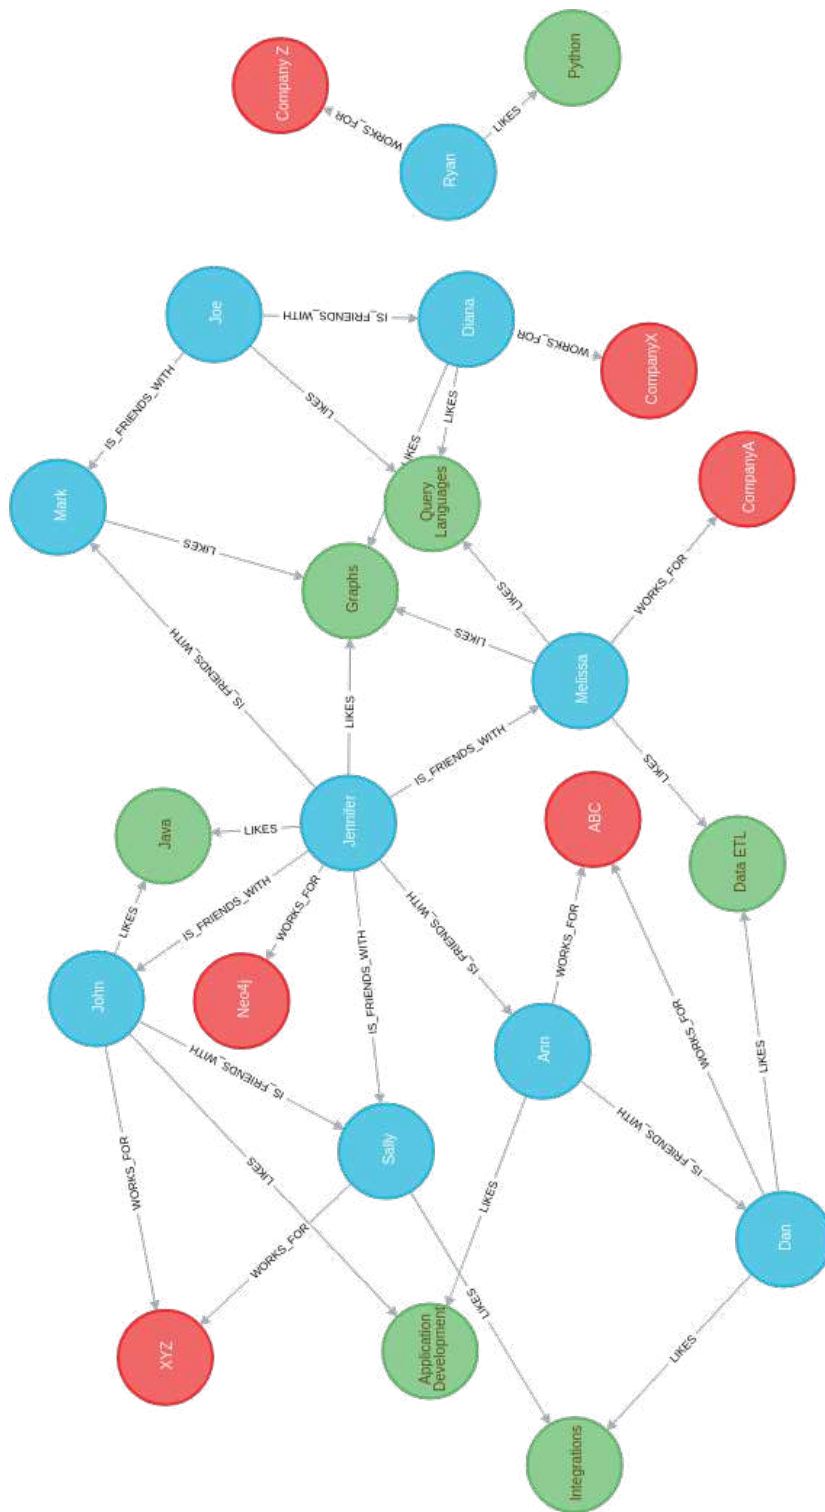 Company Z
Python
WORKS_FOR
LIKES
Ryan
Joe
IS_FRIENDS_WITH
Diana
IS_FRIENDS_WITH
LIKES
LIKES
LIKES
WORKS_FOR
CompanyX
Mark
LIKES
Query
Languages
CompanyA
Graphs
LIKES
LIKES
WORKS_FOR
IS_FRIENDS_WITH
LIKES
Melissa
IS_FRIENDS_WITH
LIKES
Java
LIKES
Jennifer
ABC
Data ETL
LIKES
IS_FRIENDS_WITH
WORKS_FOR
IS_FRIENDS_WITH
IS_FRIENDS_WITH
WORKS_FOR
John
Neo4j
Ann
WORKS_FOR
LIKES
IS_FRIENDS_WITH
WORKS_FOR
LIKES
Sally
LIKES
IS_FRIENDS_WITH
Dan
WORKS_FOR
LIKES
LIKES
XYZ
Application
Development
Integrations